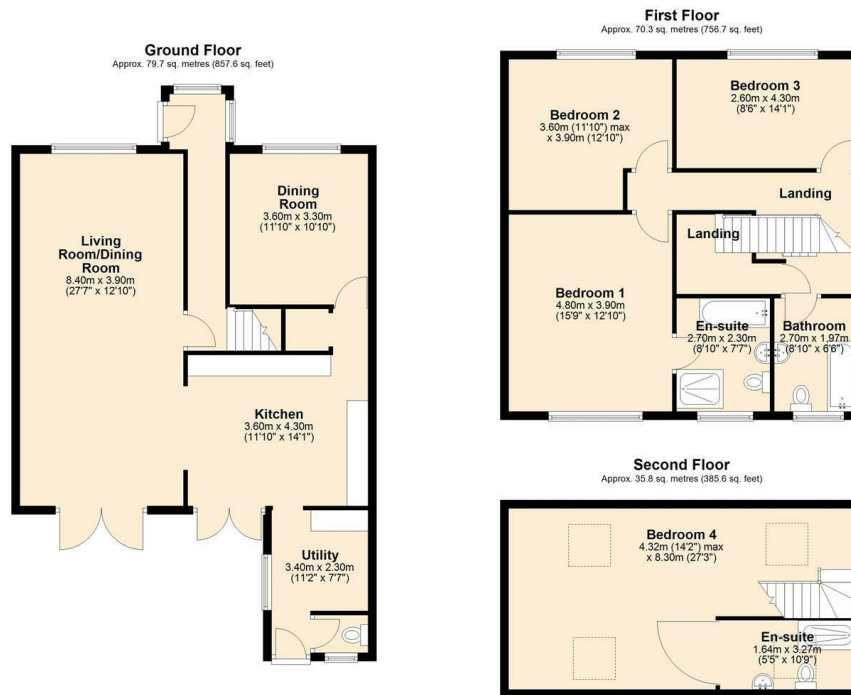 Ground Floor
Approx. 79.7 sq. metres (857.6 sq. feet)
Living
Room/Dining
Room
8.40m x 3.90m
(27'7" x 12'10")
Dining
Room
3.60m x 3.30m
(11'10" x 10'10")
Kitchen
3.60m x 4.30m
(11'10" x 14'1")
Utility
3.40m x 2.30m
(11'2" x 7'7")
First Floor
Approx. 70.3 sq. metres (756.7 sq. feet)
Bedroom 2
3.60m (11'10") max
x 3.90m (12'10")
Bedroom 3
2.60m x 4.30m
(8'6" x 14'1")
Landing
Landing
Bedroom 1
4.80m x 3.90m
(15'9" x 12'10")
En-suite
2.70m x 2.30m
(8'10" x 7'7")
Bathroom
2.70m x 1.97m
(8'10" x 6'6")
Second Floor
Approx. 35.8 sq. metres (385.6 sq. feet)
Bedroom 4
4.32m (14'2") max
x 8.30m (27'3")
En-suite
1.64m x 3.27m
(5'5" x 10'9")